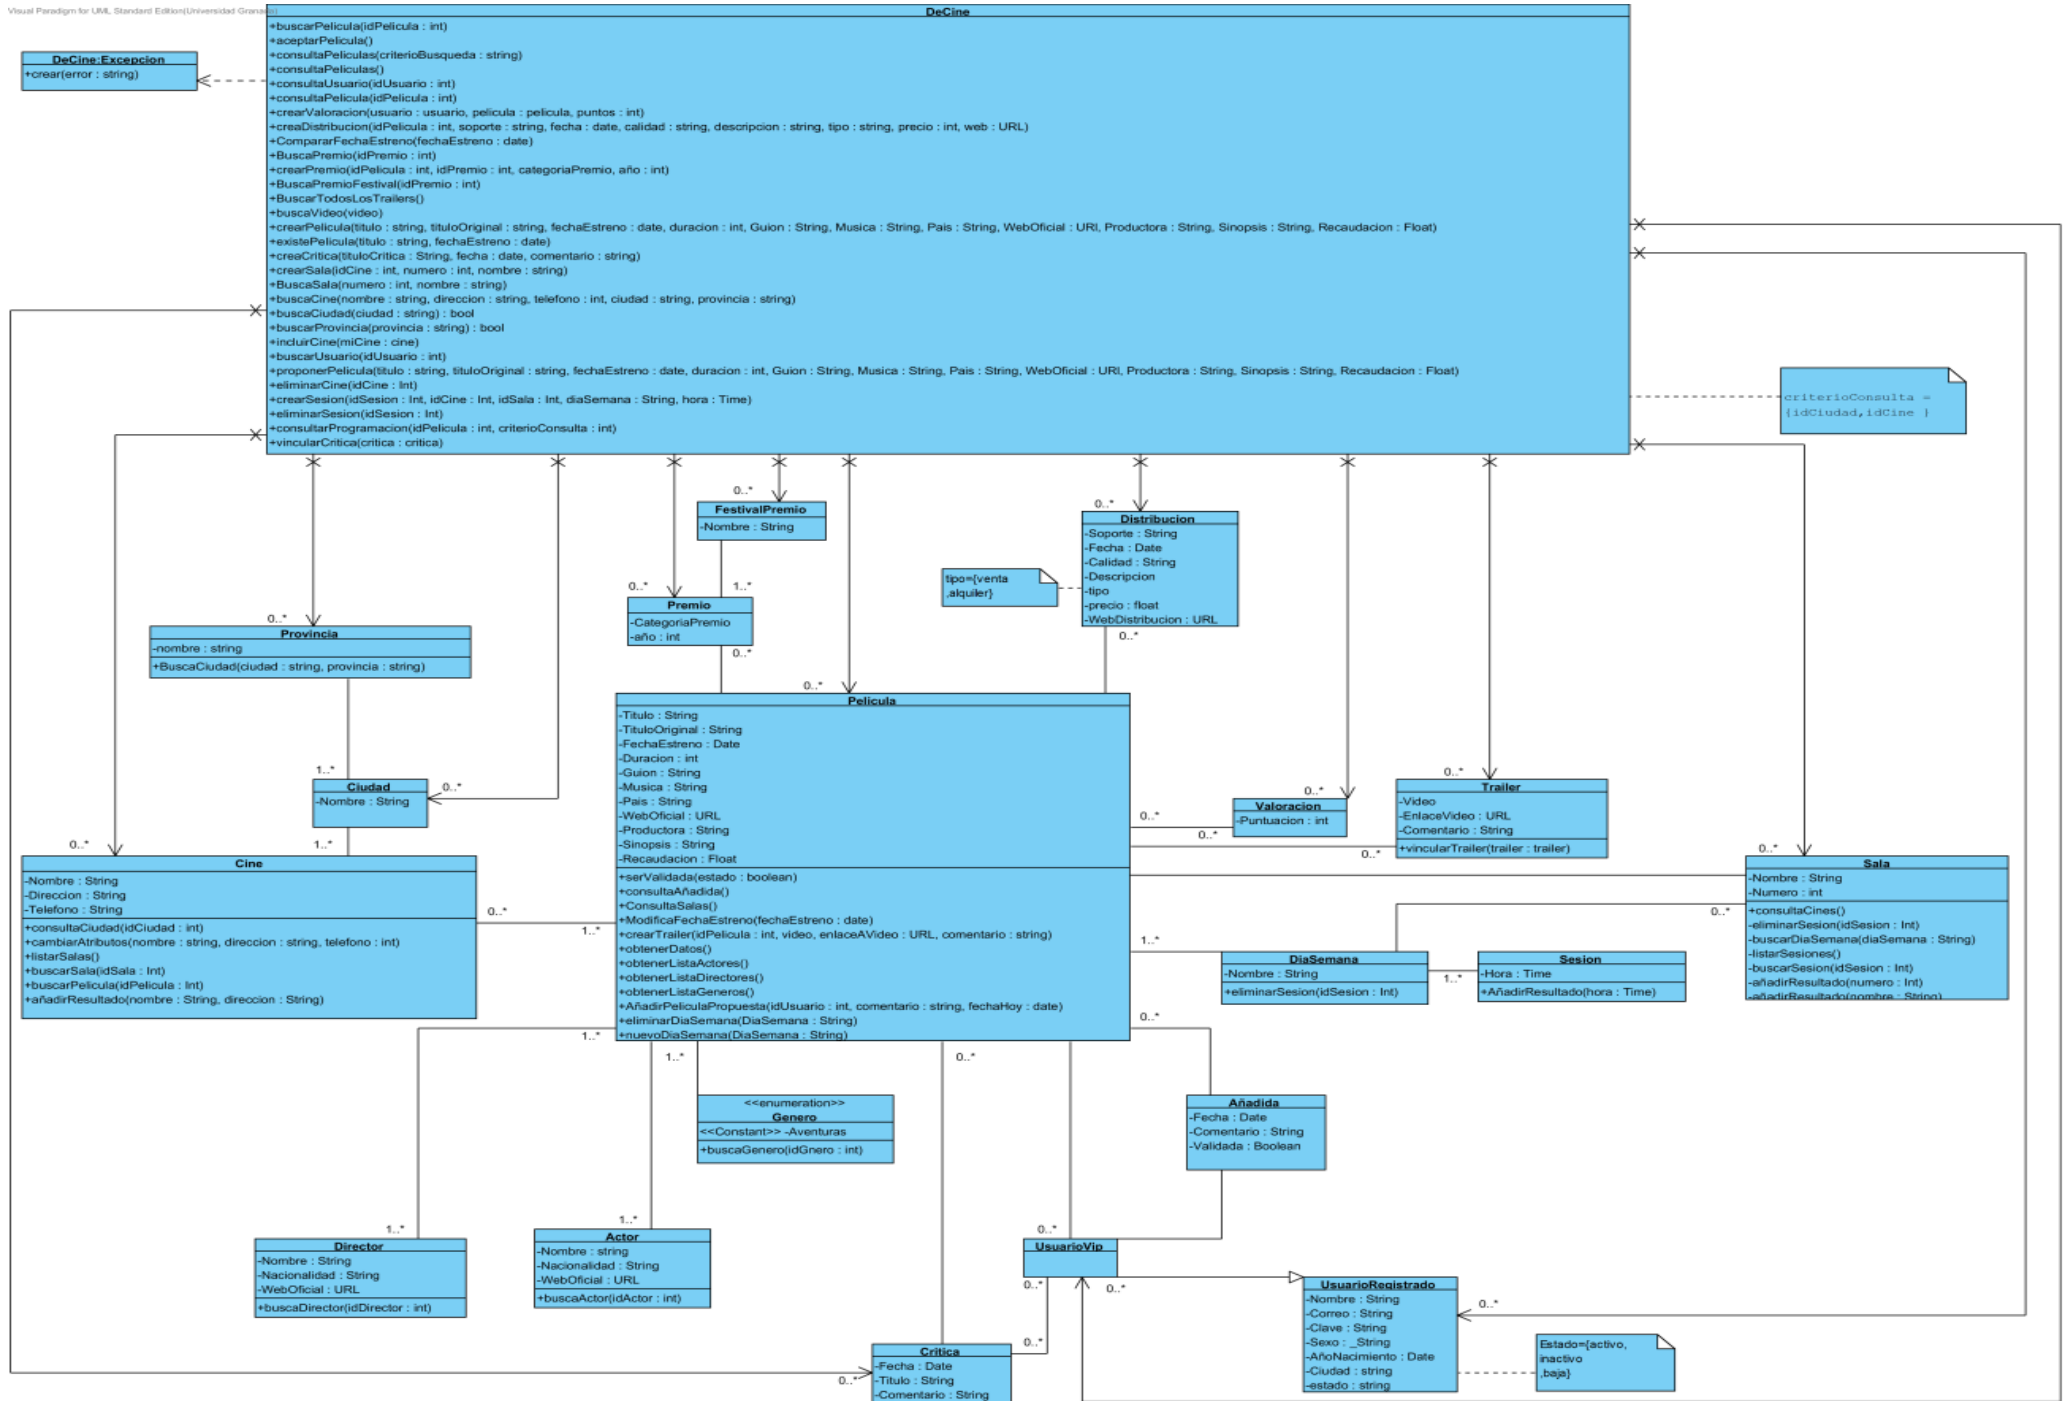 Visual Paradigm for UML Standard Edition(Universidad Granada)
DeCine
+buscarPelicula(idPelicula : int)
+aceptarPelicula()
+consultaPeliculas(criterioBusqueda : string)
+consultaPeliculas()
+consultaUsuario(idUsuario : int)
+consultaPelicula(idPelicula : int)
+crearValoracion(usuario : usuario, pelicula : pelicula, puntos : int)
+creaDistribucion(idPelicula : int, soporte : string, fecha : date, calidad : string, descripcion : string, tipo : string, precio : int, web : URL)
+CompararFechaEstreno(fechaEstreno : date)
+BuscaPremio(idPremio : int)
+crearPremio(idPelicula : int, idPremio : int, categoriaPremio, año : int)
+BuscaPremioFestival(idPremio : int)
+BuscarTodosLosTrailers()
+buscaVideo(video)
+crearPelicula(titulo : string, tituloOriginal : string, fechaEstreno : date, duracion : int, Guion : String, Musica : String, Pais : String, WebOficial : URl, Productora : String, Sinopsis : String, Recaudacion : Float)
+existePelicula(titulo : string, fechaEstreno : date)
+creaCritica(tituloCritica : String, fecha : date, comentario : string)
+crearSala(idCine : int, numero : int, nombre : string)
+BuscaSala(numero : int, nombre : string)
+buscaCine(nombre : string, direccion : string, telefono : int, ciudad : string, provincia : string)
+buscaCiudad(ciudad : string) : bool
+buscarProvincia(provincia : string) : bool
+incluirCine(miCine : cine)
+buscarUsuario(idUsuario : int)
+proponerPelicula(titulo : string, tituloOriginal : string, fechaEstreno : date, duracion : int, Guion : String, Musica : String, Pais : String, WebOficial : URl, Productora : String, Sinopsis : String, Recaudacion : Float)
+eliminarCine(idCine : Int)
+crearSesion(idSesion : Int, idCine : Int, idSala : Int, diaSemana : String, hora : Time)
+eliminarSesion(idSesion : Int)
+consultarProgramacion(idPelicula : int, criterioConsulta : int)
+vincularCritica(critica : critica)
DeCine:Excepcion
+crear(error : string)
criterioConsulta =
{idCiudad,idCine }
0..*
FestivalPremio
-Nombre : String
0..*
Distribucion
-Soporte : String
-Fecha : Date
-Calidad : String
-Descripcion
-tipo
-precio : float
-WebDistribucion : URL
0..*
tipo={venta
,alquiler}
0..*
1..*
Premio
-CategoriaPremio
-año : int
0..*
0..*
Provincia
-nombre : string
+BuscaCiudad(ciudad : string, provincia : string)
1..*
Ciudad
-Nombre : String
0..*
1..*
0..*
Cine
-Nombre : String
-Direccion : String
-Telefono : String
+consultaCiudad(idCiudad : int)
+cambiarAtributos(nombre : string, direccion : string, telefono : int)
+listarSalas()
+buscarSala(idSala : Int)
+buscarPelicula(idPelicula : Int)
+añadirResultado(nombre : String, direccion : String)
0..*
1..*
0..*
Pelicula
-Titulo : String
-TituloOriginal : String
-FechaEstreno : Date
-Duracion : int
-Guion : String
-Musica : String
-Pais : String
-WebOficial : URL
-Productora : String
-Sinopsis : String
-Recaudacion : Float
+serValidada(estado : boolean)
+consultaAñadida()
+ConsultaSalas()
+ModificaFechaEstreno(fechaEstreno : date)
+crearTrailer(idPelicula : int, video, enlaceAVideo : URL, comentario : string)
+obtenerDatos()
+obtenerListaActores()
+obtenerListaDirectores()
+obtenerListaGeneros()
+AñadirPeliculaPropuesta(idUsuario : int, comentario : string, fechaHoy : date)
+eliminarDiaSemana(DiaSemana : String)
+nuevoDiaSemana(DiaSemana : String)
0..*
Valoracion
-Puntuacion : int
0..*
0..*
0..*
Trailer
-Video
-EnlaceVideo : URL
-Comentario : String
+vincularTrailer(trailer : trailer)
0..*
0..*
Sala
-Nombre : String
-Numero : int
+consultaCines()
-eliminarSesion(idSesion : Int)
-buscarDiaSemana(diaSemana : String)
-listarSesiones()
-buscarSesion(idSesion : Int)
-añadirResultado(numero : Int)
-añadirResultado(nombre : String)
0..*
1..*
DiaSemana
-Nombre : String
+eliminarSesion(idSesion : Int)
1..*
Sesion
-Hora : Time
+AñadirResultado(hora : Time)
1..*
1..*
0..*
0..*
<<enumeration>>
Genero
<<Constant>> -Aventuras
+buscaGenero(idGnero : int)
Añadida
-Fecha : Date
-Comentario : String
-Validada : Boolean
1..*
Director
-Nombre : String
-Nacionalidad : String
-WebOficial : URL
+buscaDirector(idDirector : int)
1..*
Actor
-Nombre : string
-Nacionalidad : String
-WebOficial : URL
+buscaActor(idActor : int)
0..*
UsuarioVip
0..*
0..*
UsuarioRegistrado
-Nombre : String
-Correo : String
-Clave : String
-Sexo : _String
-AñoNacimiento : Date
-Ciudad : string
-estado : string
0..*
Estado={activo,
inactivo
,baja}
0..*
Critica
-Fecha : Date
-Titulo : String
-Comentario : String
0..*